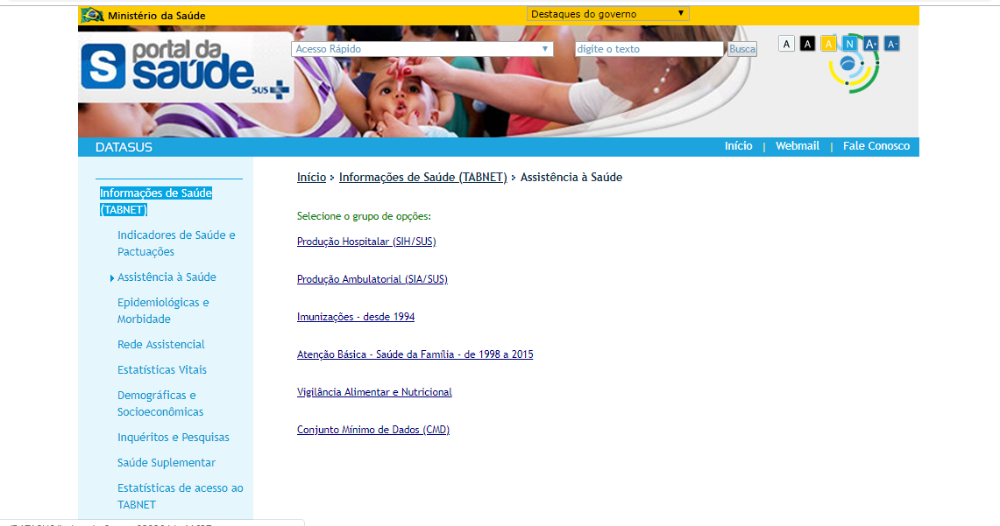 Ministério da Saúde
Destaques do governo
portal da
saúde
SUS
Acesso Rápido
digite o texto
Busca
A A A N A+ A-
DATASUS
Início | Webmail | Fale Conosco
Informações de Saúde
(TABNET)
Indicadores de Saúde e
Pactuações
Assistência à Saúde
Epidemiológicas e
Morbidade
Rede Assistencial
Estatísticas Vitais
Demográficas e
Socioeconômicas
Inquéritos e Pesquisas
Saúde Suplementar
Estatísticas de acesso ao
TABNET
Início > Informações de Saúde (TABNET) > Assistência à Saúde
Selecione o grupo de opções:
Produção Hospitalar (SIH/SUS)
Produção Ambulatorial (SIA/SUS)
Imunizações - desde 1994
Atenção Básica - Saúde da Família - de 1998 a 2015
Vigilância Alimentar e Nutricional
Conjunto Mínimo de Dados (CMD)